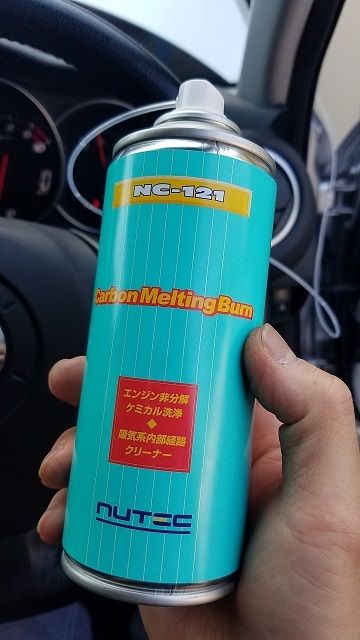 NC-121
Carbon Melting Burn
エンジン非分解
ケミカル洗浄
◆
吸気系内部経路
クリーナー
NUTEC